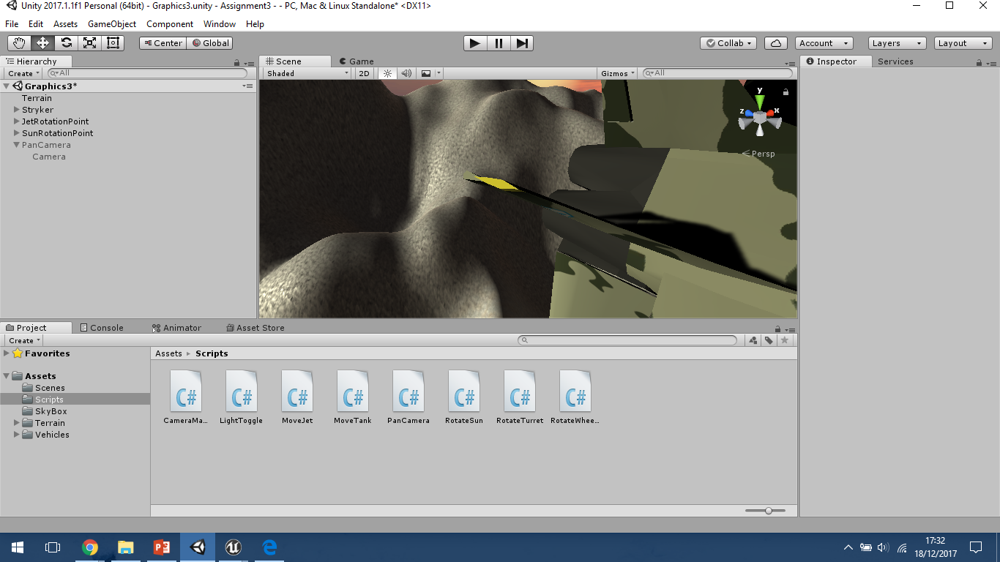 Unity 2017.1.1f1 Personal (64bit) - Graphics3.unity - Assignment3 - - PC, Mac & Linux Standalone* <DX11>
File Edit Assets GameObject Component Window Help
Center Global Collab Account Layers Layout
Hierarchy
Create All
Graphics3*
Terrain
Stryker
JetRotationPoint
SunRotationPoint
PanCamera
Camera
Scene Game
Shaded 2D Gizmos All
y
z x
Persp
Inspector Services
Project Console Animator Asset Store
Create
Favorites
Assets
Scenes
Scripts
SkyBox
Terrain
Vehicles
Assets Scripts
C# C# C# C# C# C# C# C#
CameraMa... LightToggle MoveJet MoveTank PanCamera RotateSun RotateTurret RotateWhee...
17:32
18/12/2017